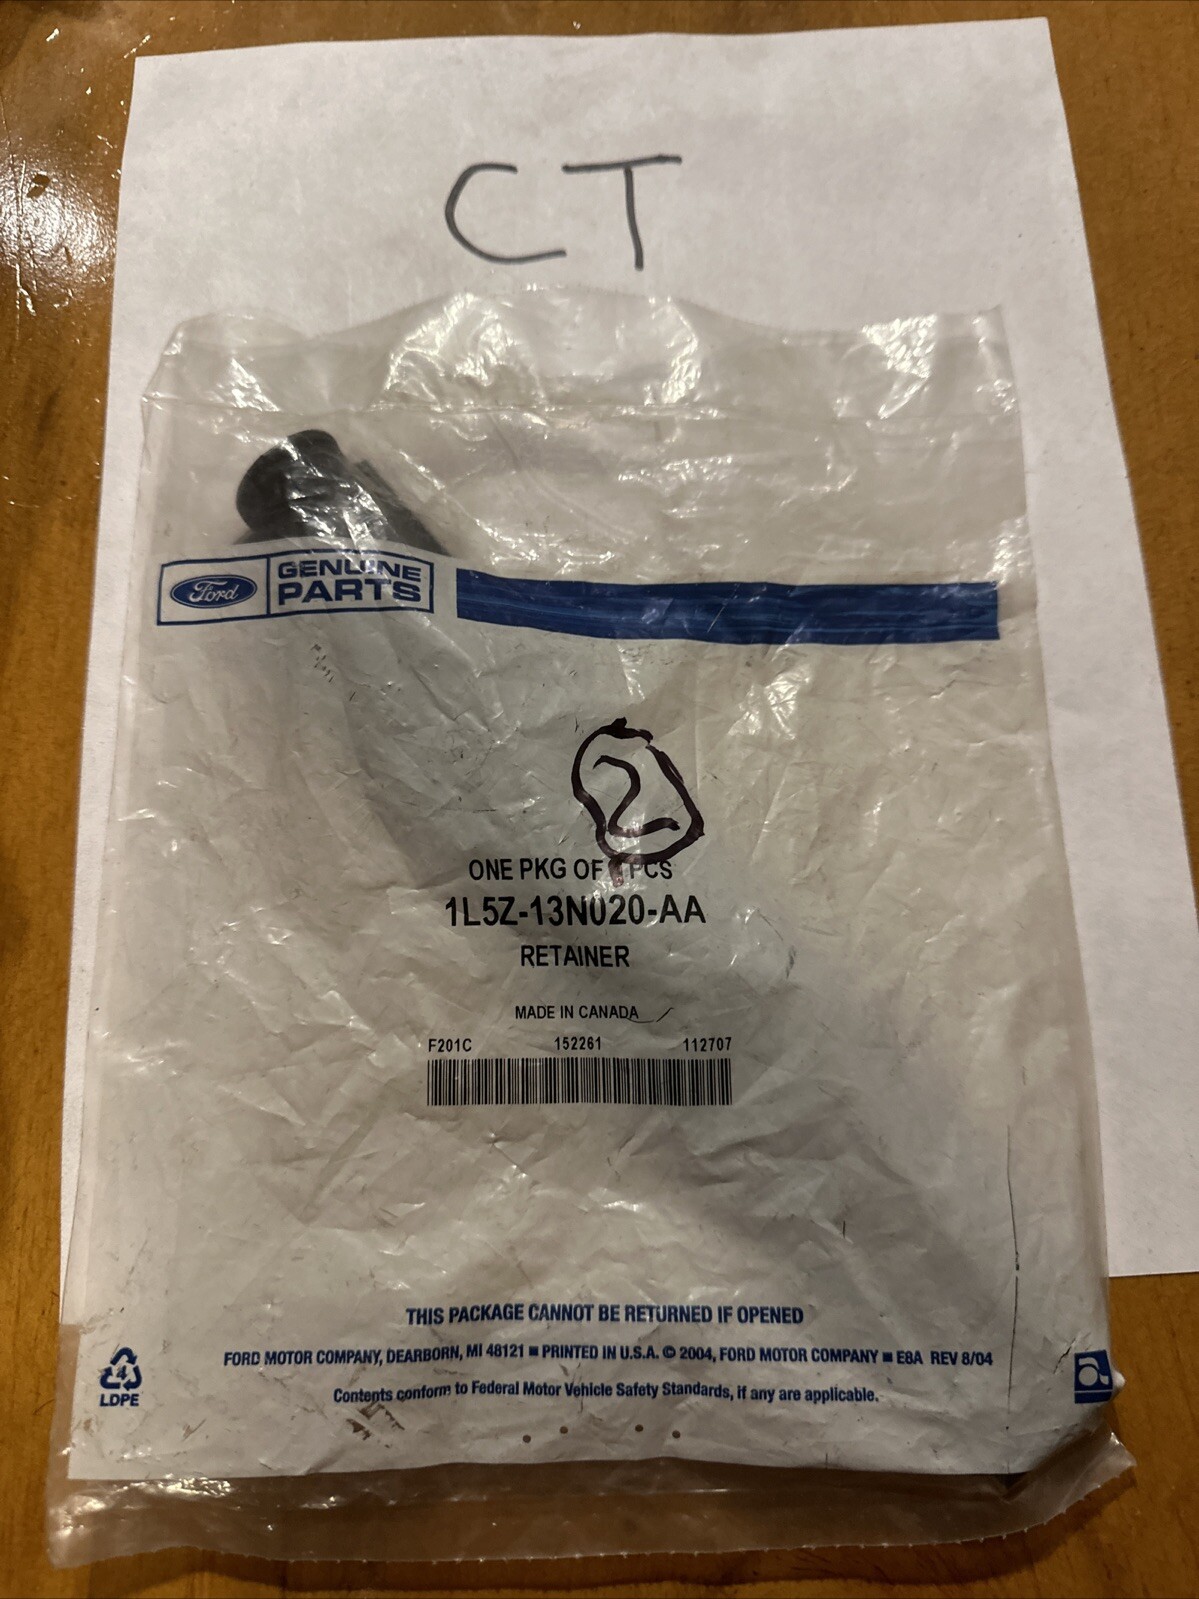 CT
Ford GENUINE
PARTS
2
ONE PKG OF PCS
1L5Z-13N020-AA
RETAINER
MADE IN CANADA
F201C 152261 112707
THIS PACKAGE CANNOT BE RETURNED IF OPENED
FORD MOTOR COMPANY, DEARBORN, MI 48121 ■ PRINTED IN U.S.A. © 2004, FORD MOTOR COMPANY ■ E8A REV 8/04
Contents conform to Federal Motor Vehicle Safety Standards, if any are applicable.
4
LDPE